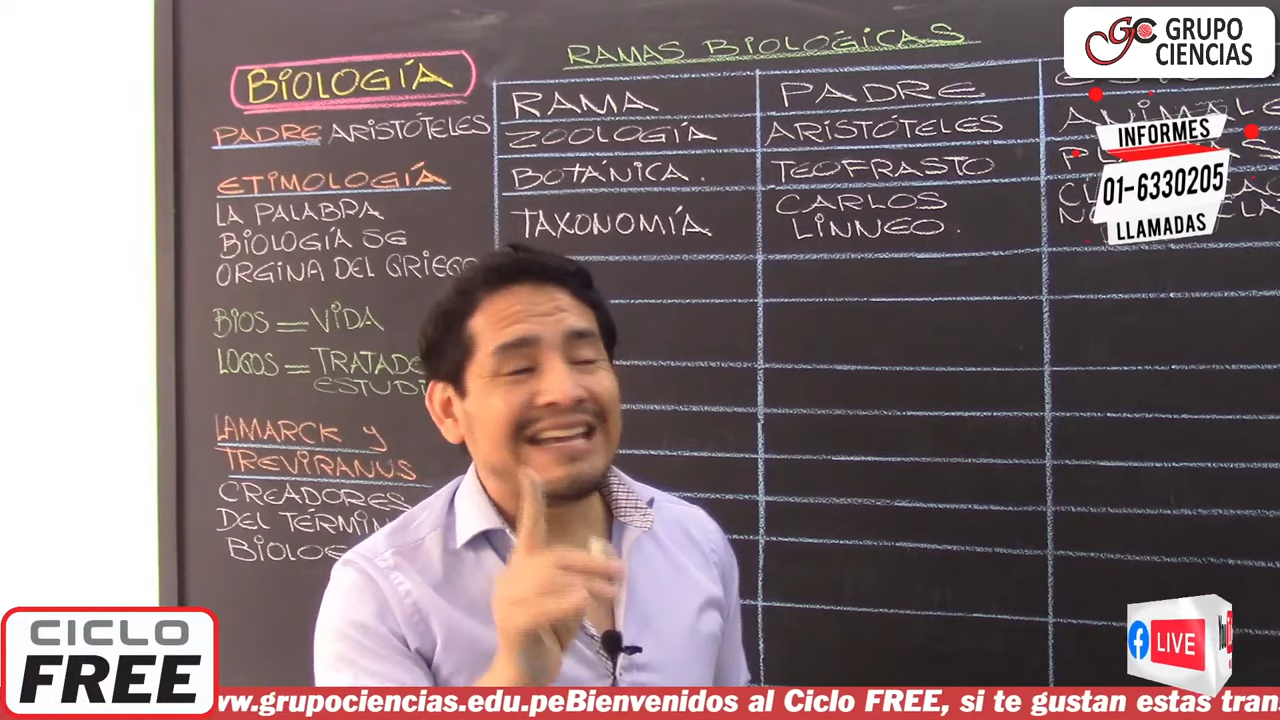 BIOLOGÍA
PADRE ARISTÓTELES
ETIMOLOGÍA
LA PALABRA
BIOLOGÍA SE
ORGINA DEL GRIEGO
BIOS = VIDA
LOGOS = TRATADO
LAMARCK y
TREVIRANUS
CREADORES
DEL
RAMAS BIOLÓGICAS
RAMA PADRE
ZOOLOGÍA ARISTÓTELES
BOTÁNICA. TEOFRASTO
TAXONOMÍA CARLOS
LINNEO.
GC GRUPO
CIENCIAS
INFORMES
01-6330205
LLAMADAS
CICLO
FREE
LIVE
www.grupociencias.edu.peBienvenidos al Ciclo FREE, si te gustan estas